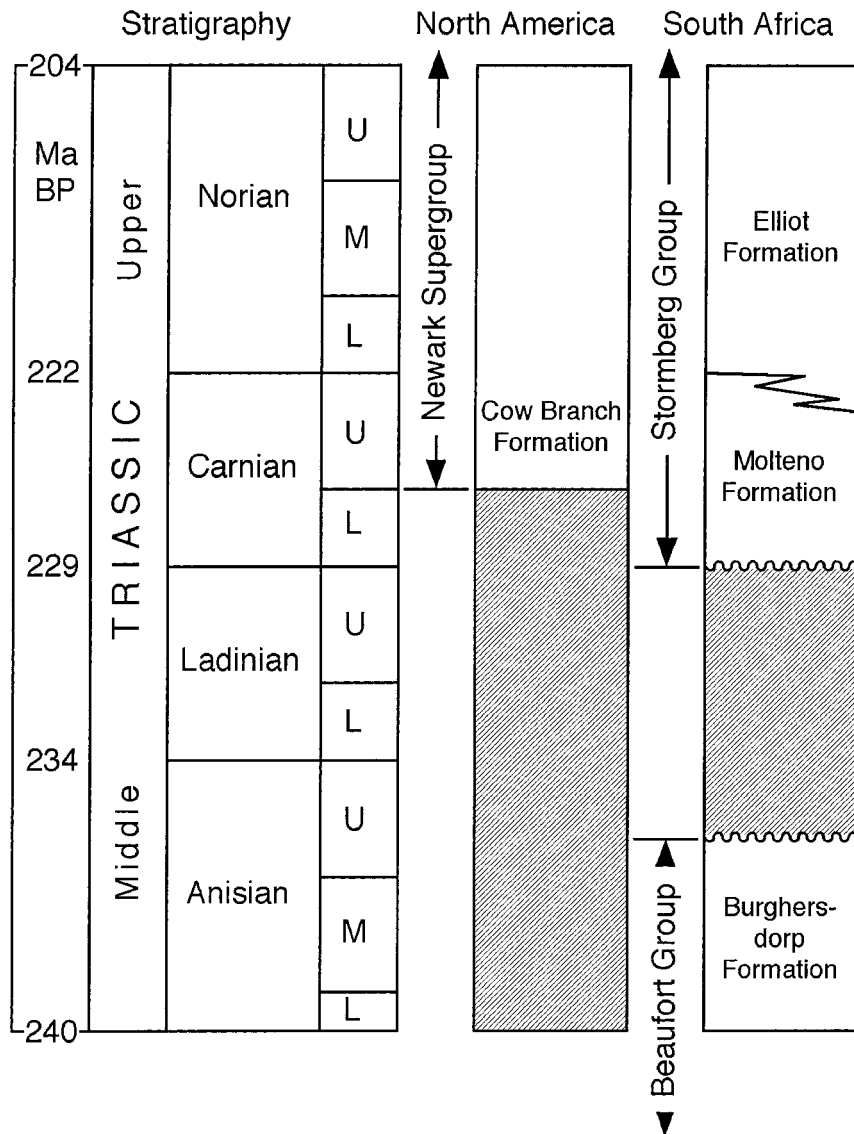 Stratigraphy
North America
South Africa
204
Ma
BP
222
229
234
240
Upper
TRIASSIC
Middle
Norian
Carnian
Ladinian
Anisian
U
M
L
U
L
U
L
U
M
L
Newark Supergroup
Cow Branch
Formation
Stormberg Group
Beaufort Group
Elliot
Formation
Molteno
Formation
Burghers-
dorp
Formation